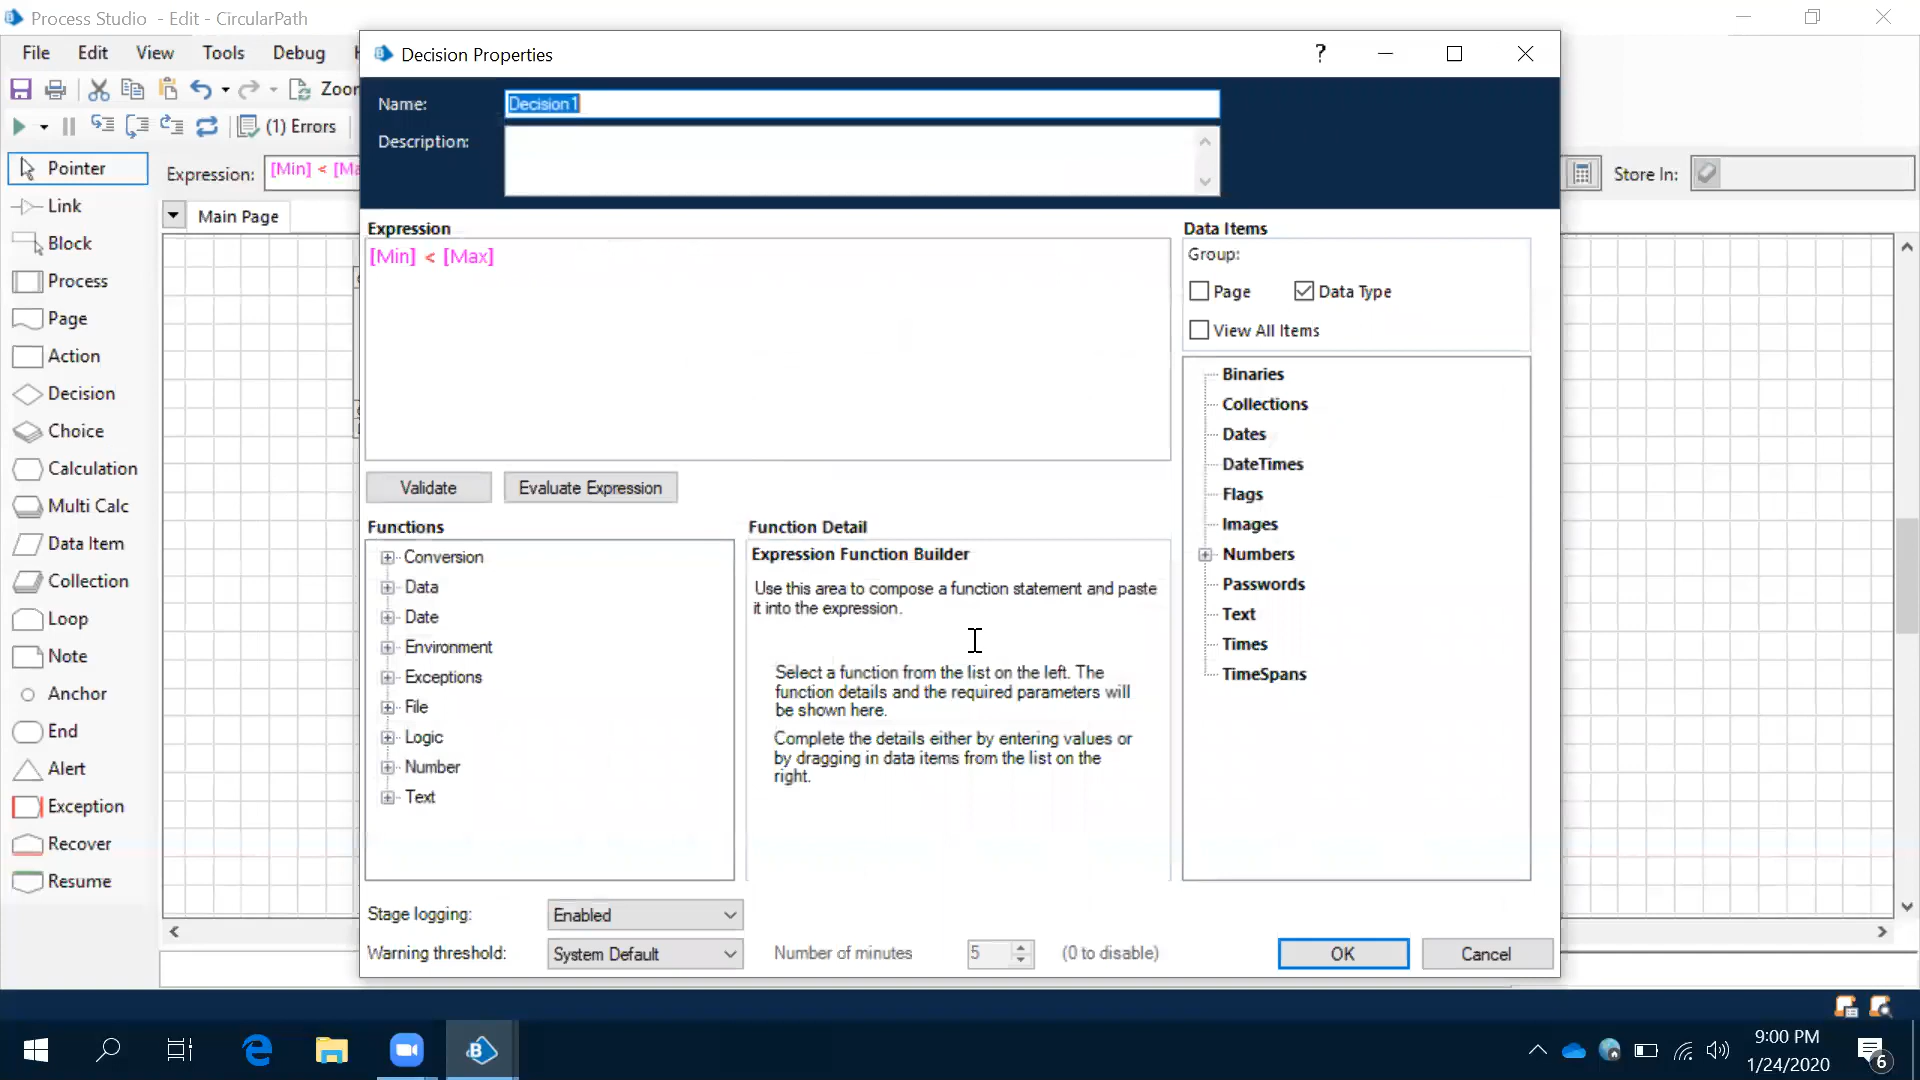 Process Studio - Edit - CircularPath
File Edit View Tools Debug
Zoo
(1) Errors
Pointer
Link
Block
Process
Page
Action
Decision
Choice
Calculation
Multi Calc
Data Item
Collection
Loop
Note
Anchor
End
Alert
Exception
Recover
Resume
Expression: [Min] < [Ma
Main Page
Store In:
Decision Properties
?
Name: Decision1
Description:
Expression
[Min] < [Max]
Validate Evaluate Expression
Functions
Conversion
Data
Date
Environment
Exceptions
File
Logic
Number
Text
Function Detail
Expression Function Builder
Use this area to compose a function statement and paste
it into the expression.
Select a function from the list on the left. The
function details and the required parameters will
be shown here.
Complete the details either by entering values or
by dragging in data items from the list on the
right.
Data Items
Group:
Page Data Type
View All Items
Binaries
Collections
Dates
DateTimes
Flags
Images
Numbers
Passwords
Text
Times
TimeSpans
Stage logging: Enabled
Warning threshold: System Default Number of minutes 5 (0 to disable)
OK Cancel
9:00 PM
1/24/2020
6